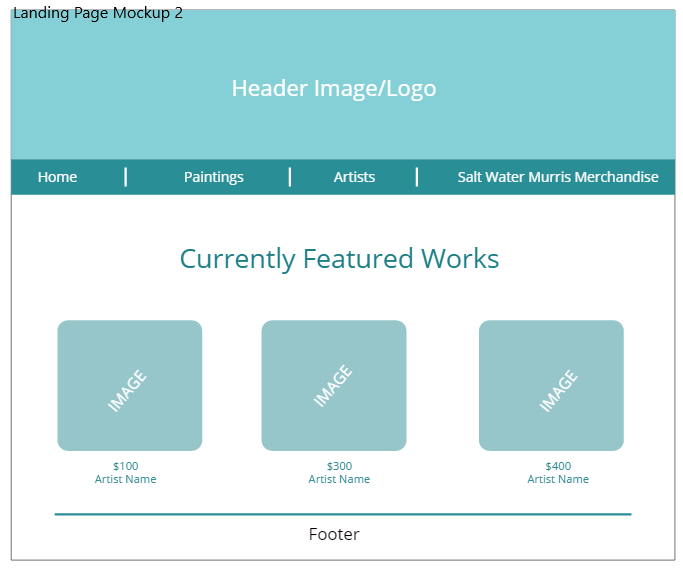 Landing Page Mockup 2
Header Image/Logo
Home | Paintings | Artists | Salt Water Murris Merchandise
Currently Featured Works
IMAGE IMAGE IMAGE
$100 $300 $400
Artist Name Artist Name Artist Name
Footer